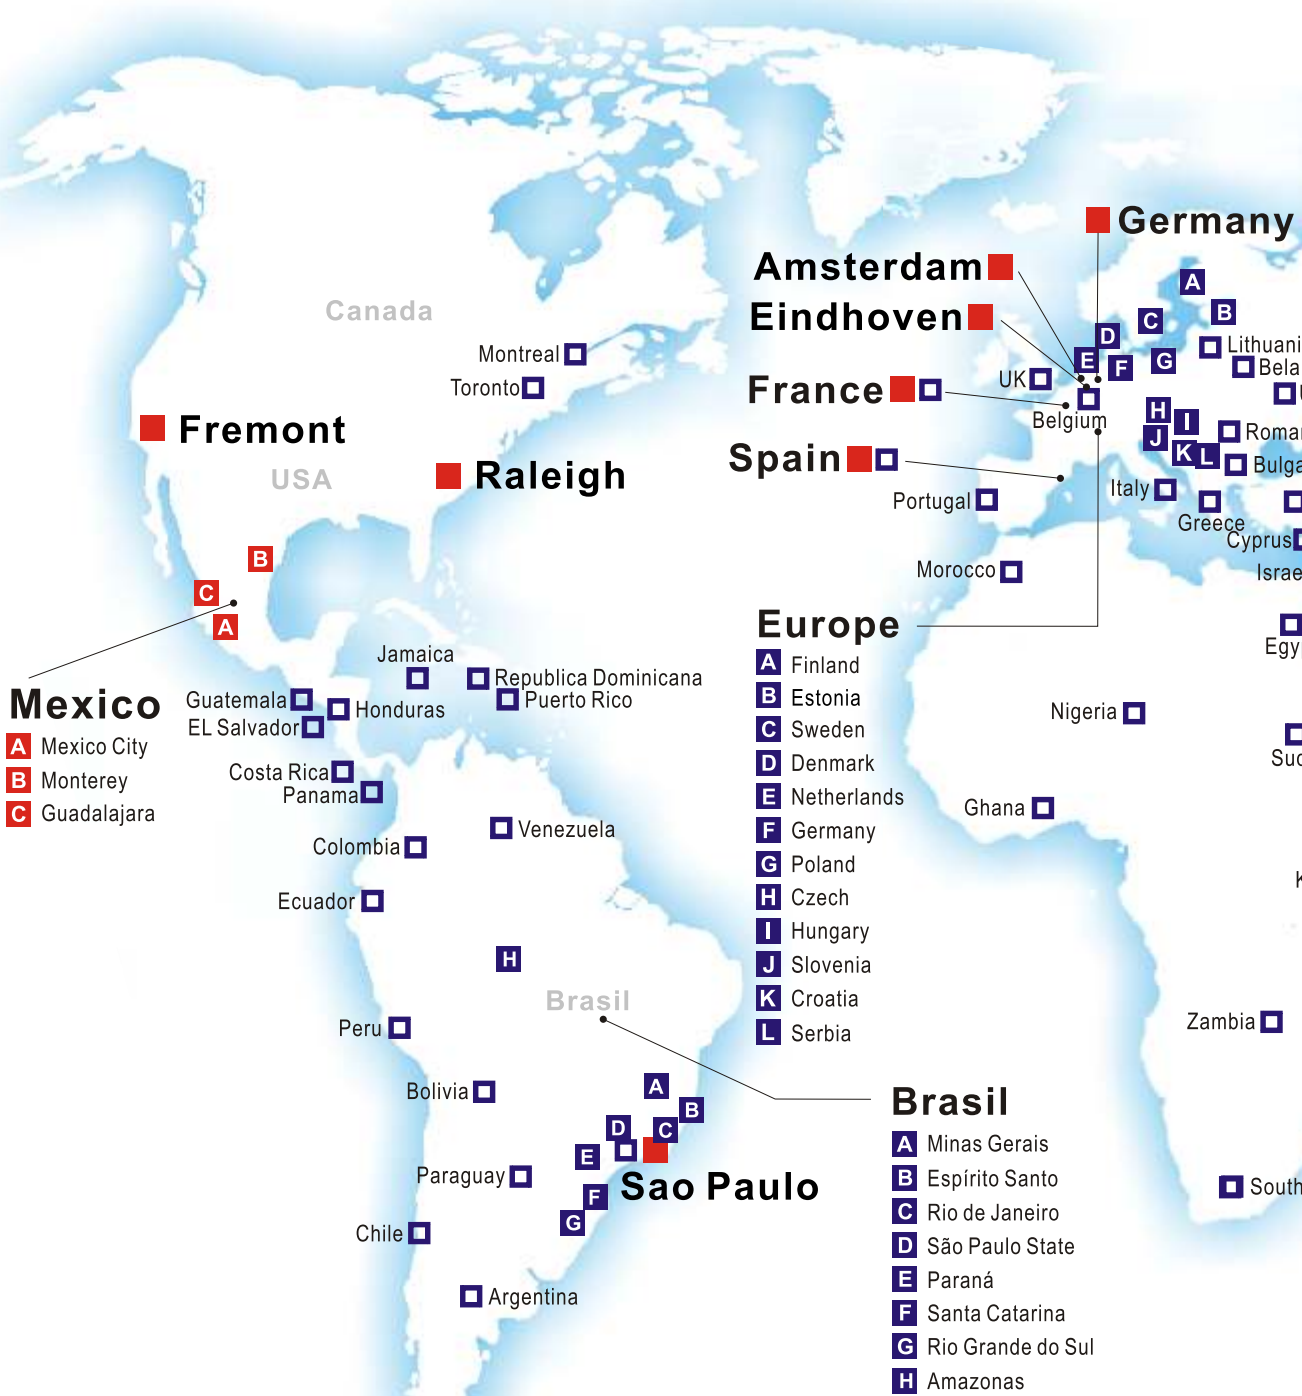 Germany
Amsterdam
A
Eindhoven
Canada
B
C
D
Lithuani
Montreal
E
G
F
Bela
Toronto
UK
France
Belgium
H
I
Fremont
J
Roma
Spain
K
L
Bulga
USA
Raleigh
Italy
Portugal
Greece
Cyprus
B
Morocco
Israe
C
A
Europe
Egy
Jamaica
A Finland
Republica Dominicana
Mexico
Guatemala
Honduras
Puerto Rico
B Estonia
EL Salvador
Nigeria
C Sweden
A Mexico City
D Denmark
Suc
Costa Rica
B Monterey
Panama
E Netherlands
C Guadalajara
Ghana
Venezuela
F Germany
Colombia
G Poland
Ecuador
H Czech
I Hungary
H
J Slovenia
Brasil
K Croatia
Peru
L Serbia
Zambia
Bolivia
A
B
Brasil
D
C
A Minas Gerais
E
Paraguay
B Espírito Santo
Sao Paulo
South
F
C Rio de Janeiro
G
Chile
D São Paulo State
E Paraná
Argentina
F Santa Catarina
G Rio Grande do Sul
H Amazonas